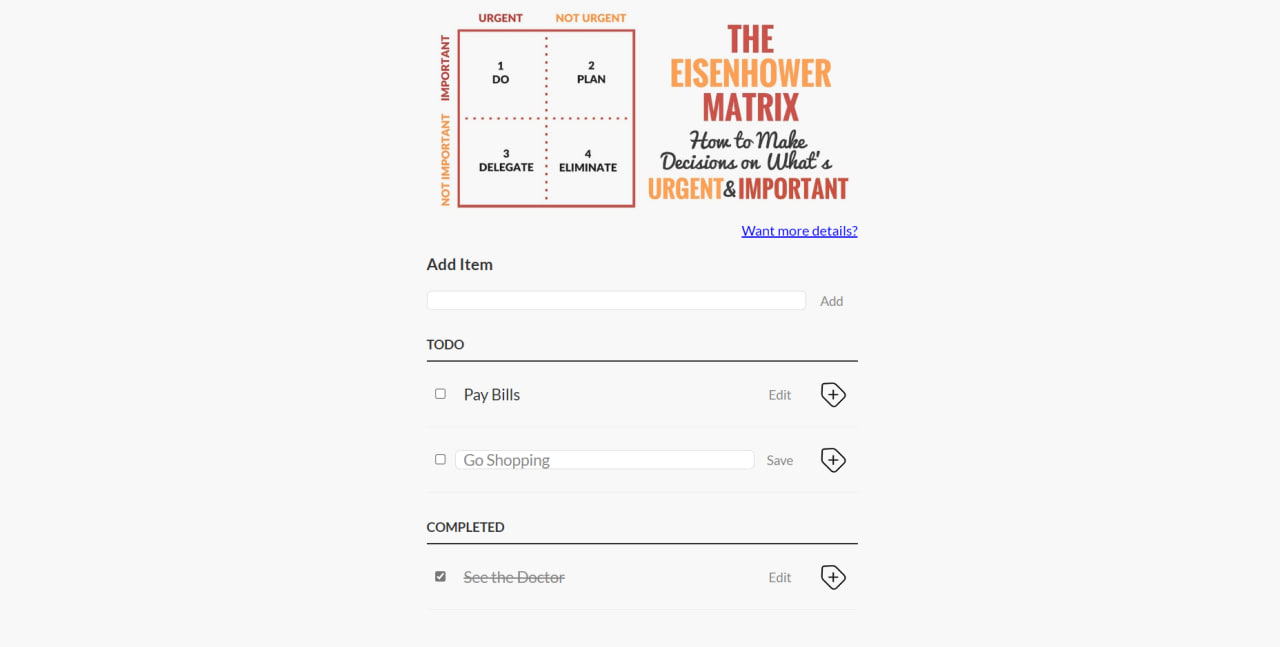 URGENT NOT URGENT
IMPORTANT
NOT IMPORTANT
1
DO
2
PLAN
3
DELEGATE
4
ELIMINATE
THE
EISENHOWER
MATRIX
How to Make
Decisions on What's
URGENT & IMPORTANT
Want more details?
Add Item
Add
TODO
Pay Bills Edit
Go Shopping Save
COMPLETED
See the Doctor Edit